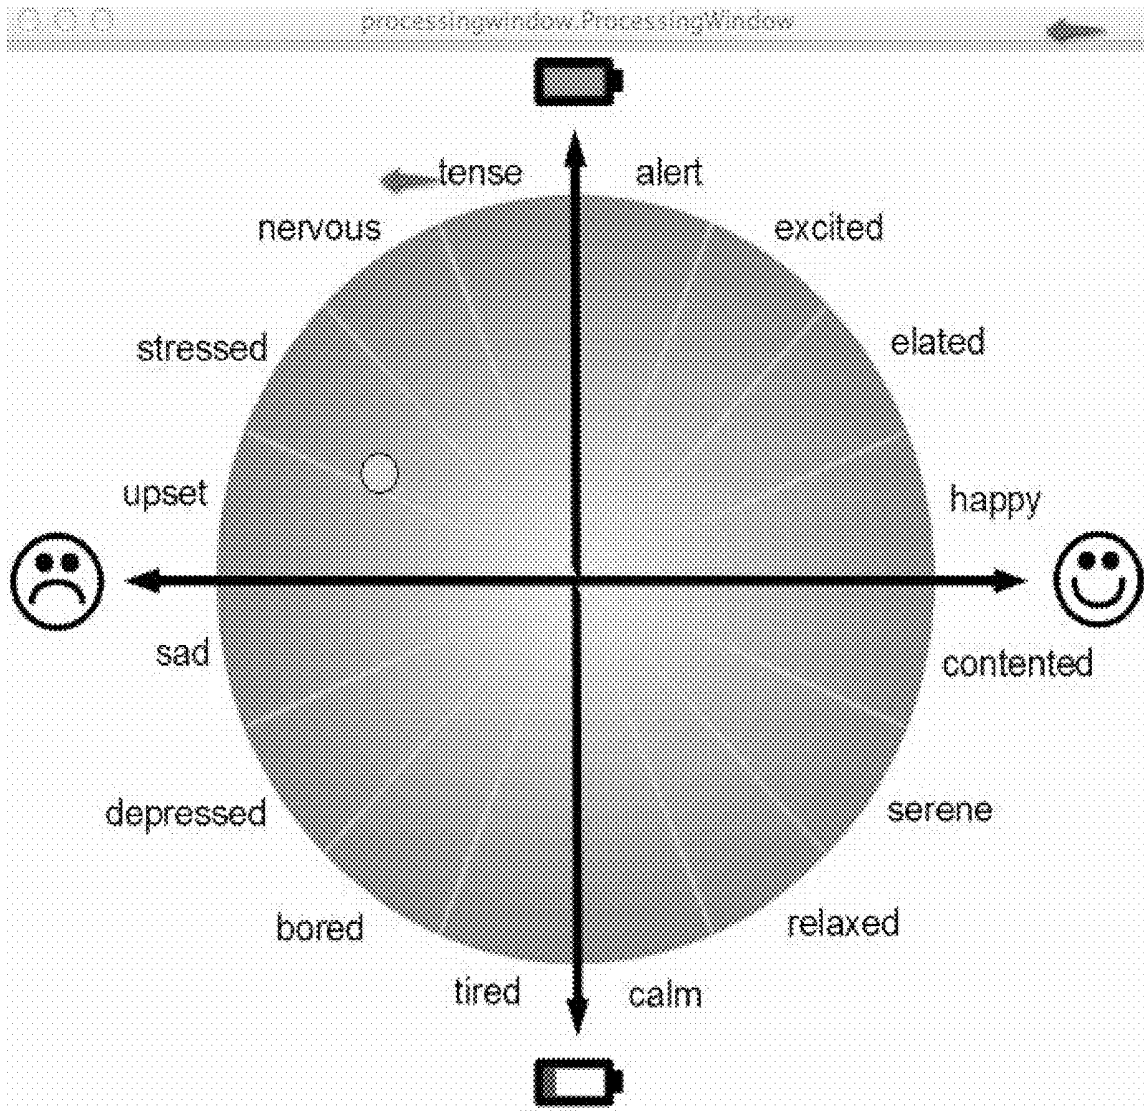 processingwindow.ProcessingWindow
tense
alert
nervous
excited
stressed
elated
upset
happy
sad
contented
depressed
serene
bored
relaxed
tired
calm